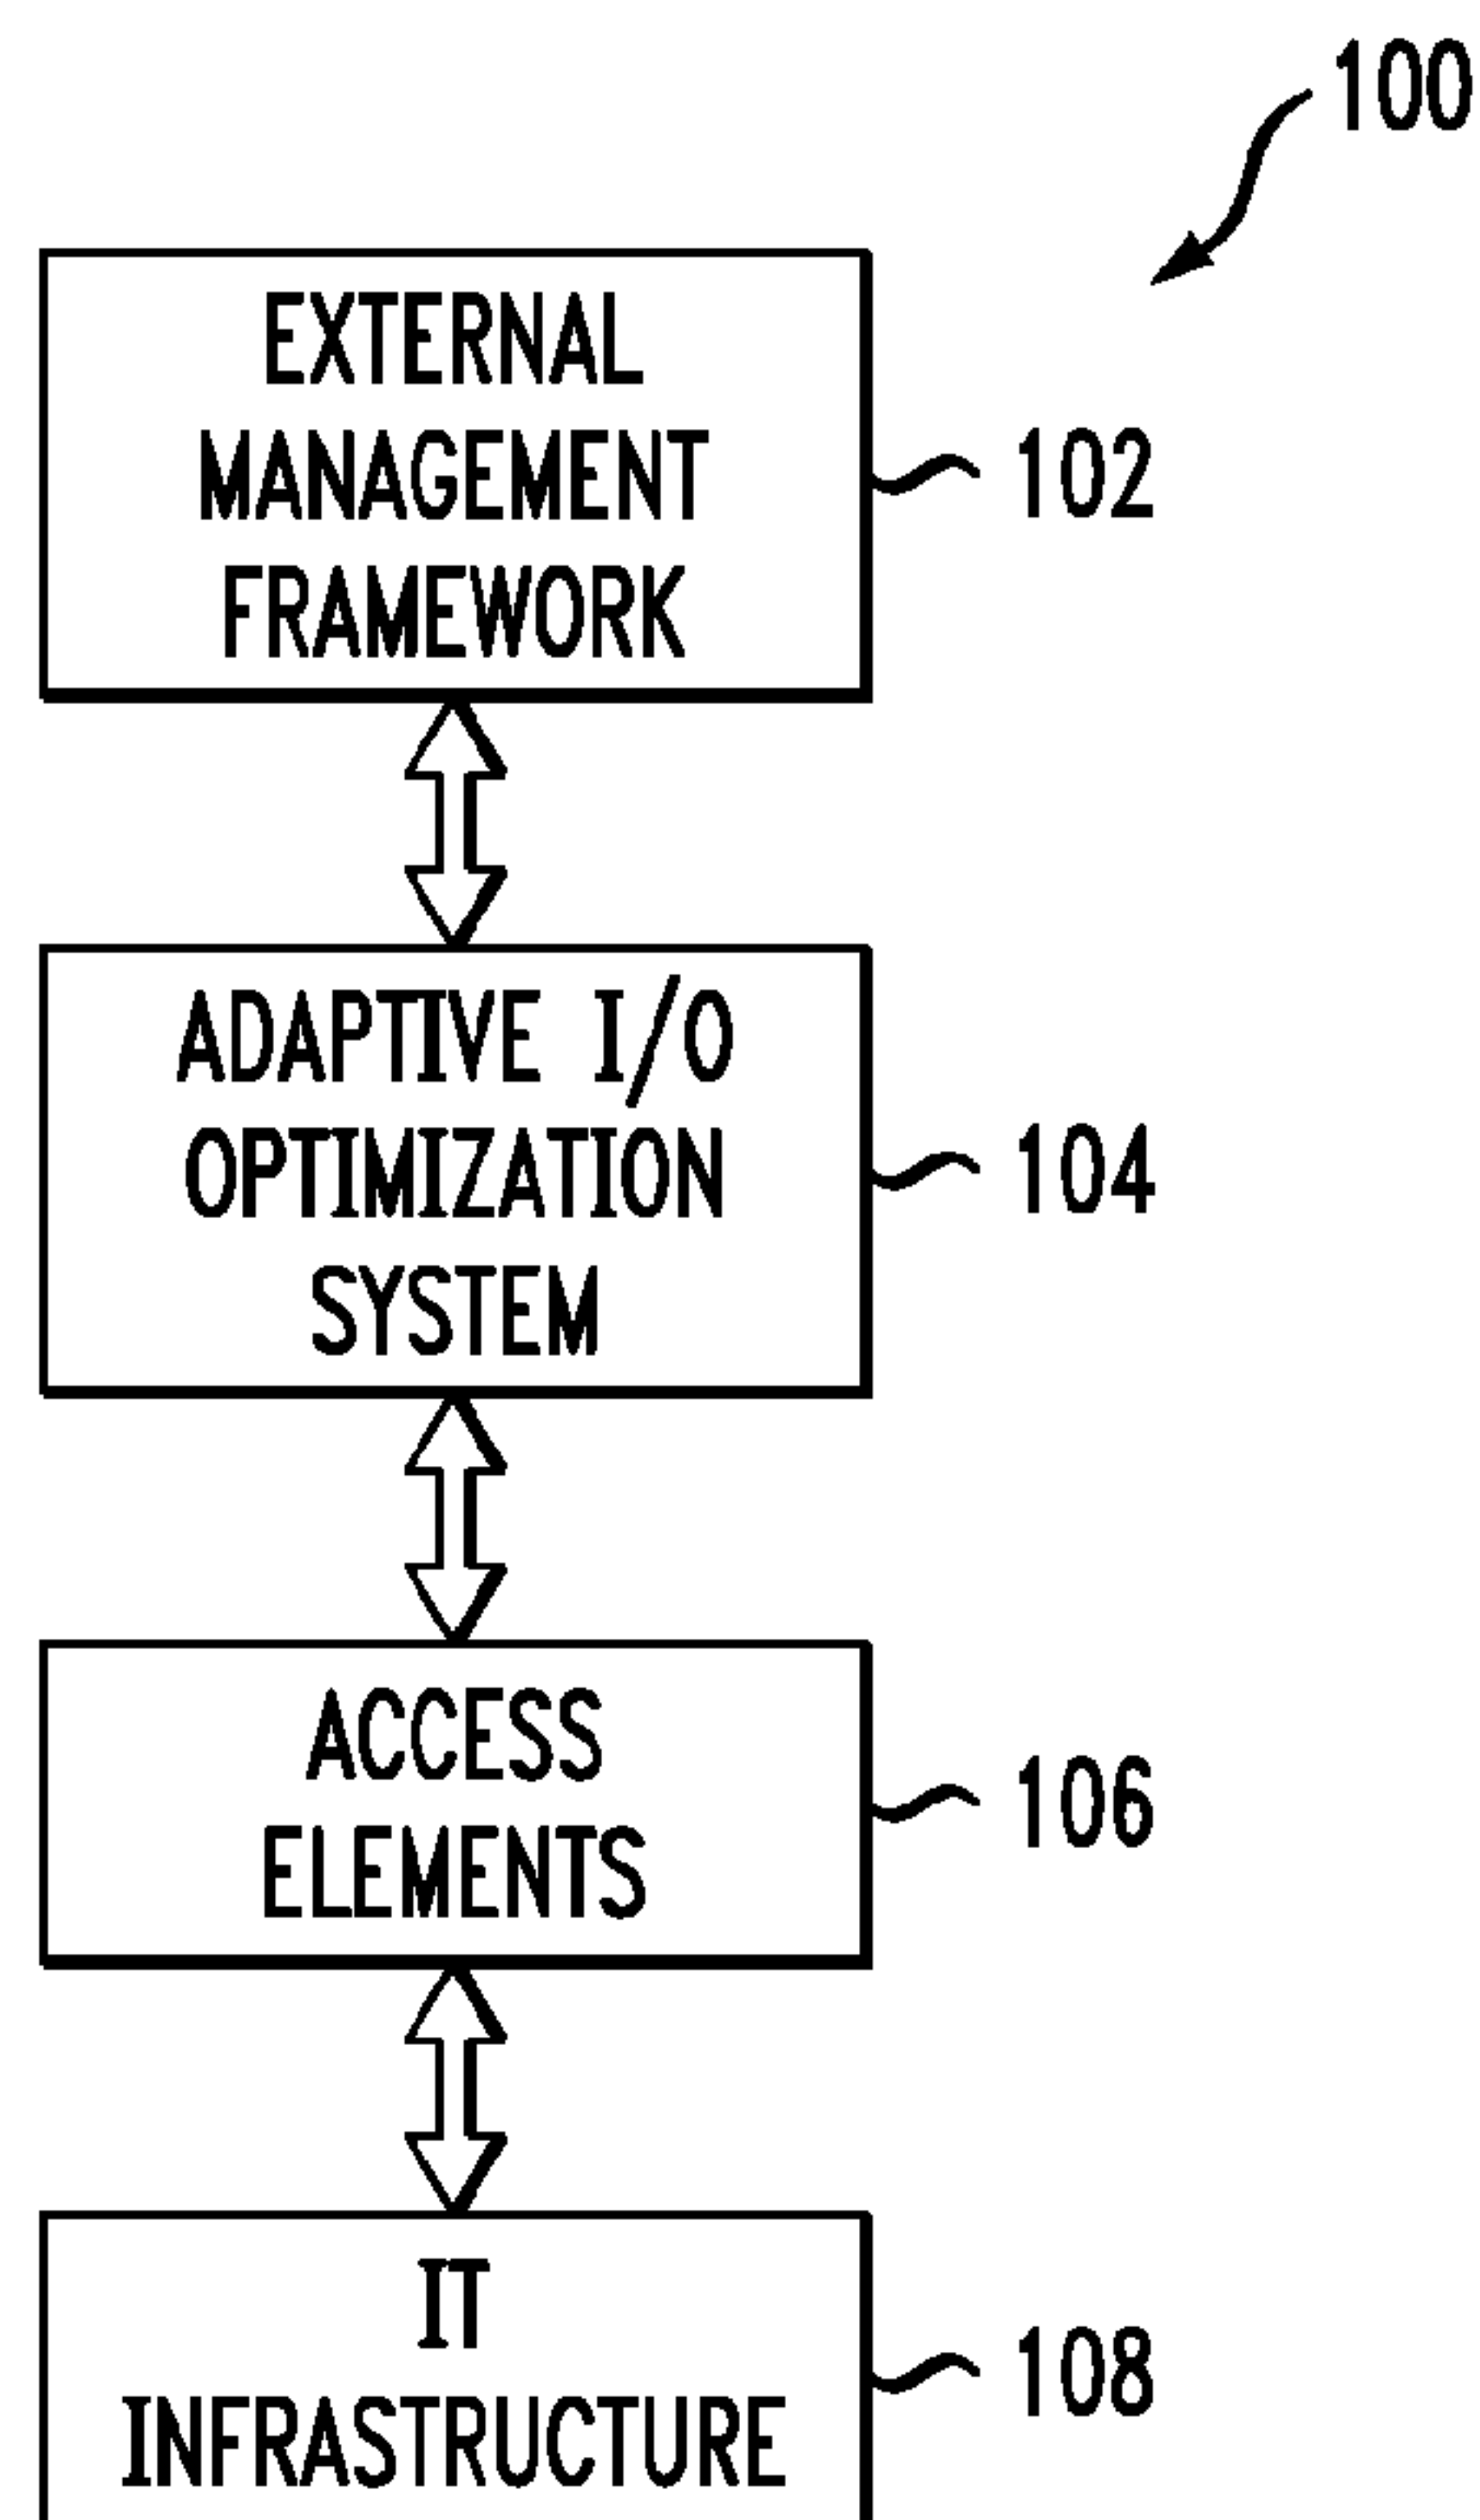 100
EXTERNAL
MANAGEMENT
FRAMEWORK
102
ADAPTIVE I/O
OPTIMIZATION
SYSTEM
104
ACCESS
ELEMENTS
106
IT
INFRASTRUCTURE
108